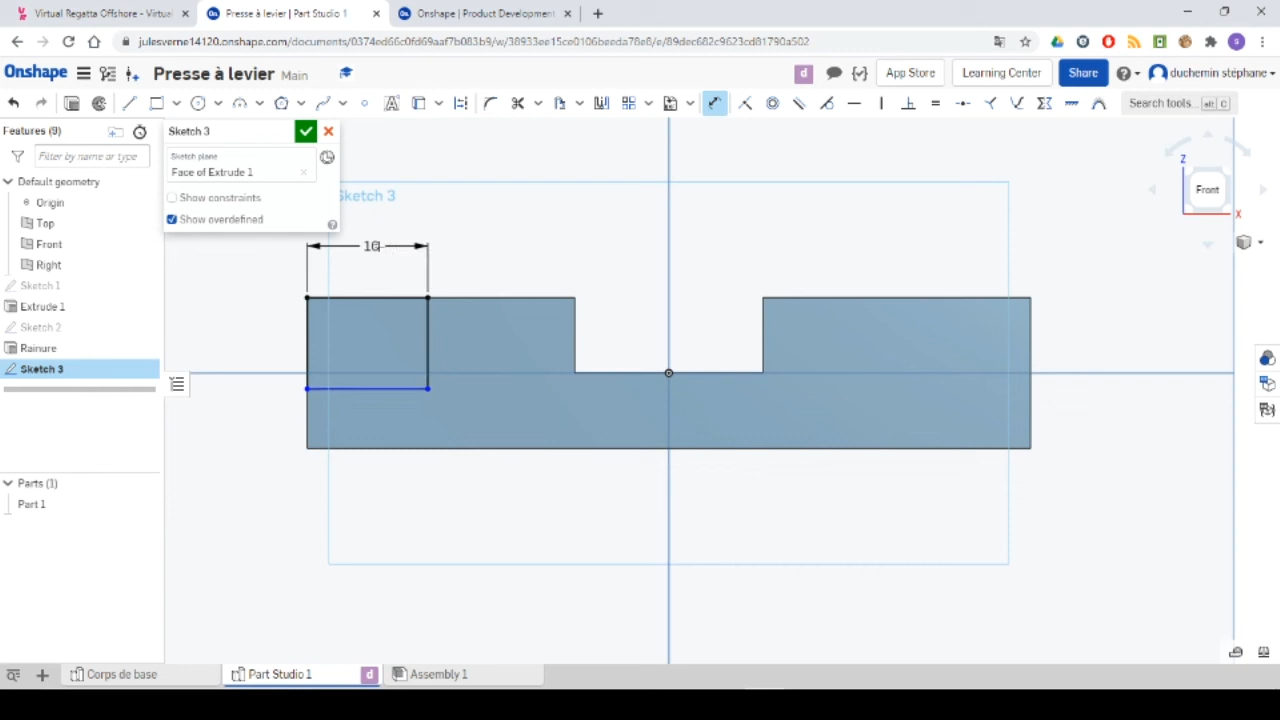 Virtual Regatta Offshore - Virtual
Presse à levier | Part Studio 1
Onshape | Product Development
julesverne14120.onshape.com/documents/0374ed66c0fd69aaf7b083b9/w/38933ee15ce0106beeda78e8/e/89dec682c9623cd81790a502
Onshape
Presse à levier Main
d
App Store
Learning Center
Share
duchemin stéphane
Search tools... alt C
Features (9)
Filter by name or type
Default geometry
Origin
Top
Front
Right
Sketch 1
Extrude 1
Sketch 2
Rainure
Sketch 3
Parts (1)
Part 1
Sketch 3
Sketch plane
Face of Extrude 1
Show constraints
Show overdefined
Sketch 3
16
Z
Front
X
Corps de base
Part Studio 1
d
Assembly 1